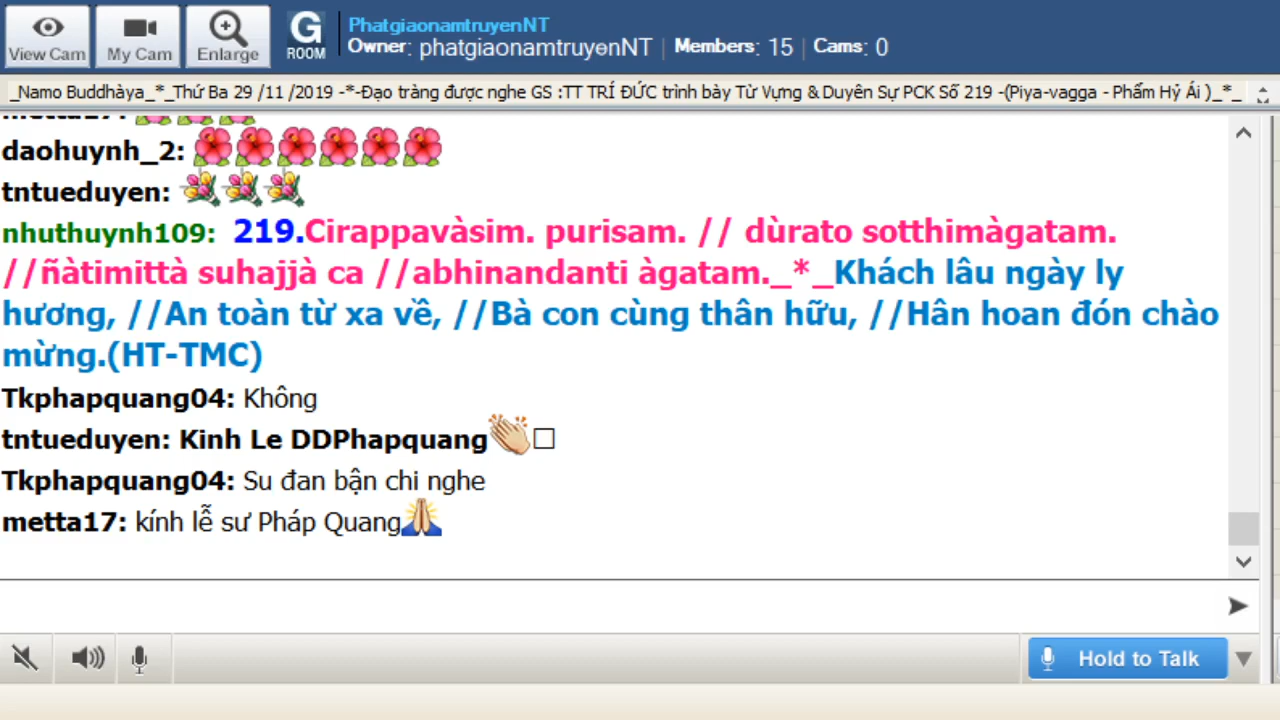 View Cam
My Cam
Enlarge
G
ROOM
PhatgiaonamtruyenNT
Owner: phatgiaonamtruyenNT | Members: 15 | Cams: 0
_Namo Buddhàya_*_Thứ Ba 29 /11 /2019 -*-Đạo tràng được nghe GS :TT TRÍ ĐỨC trình bày Từ Vựng & Duyên Sự PCK Số 219 -(Piya-vagga - Phẩm Hỷ Ái )_*_
metta17:
daohuynh_2:
tntueduyen:
nhuthuynh109: 219.Cirappavàsim. purisam. // dùrato sotthimàgatam.
//ñàtimittà suhajjà ca //abhinandanti àgatam._*_Khách lâu ngày ly
hương, //An toàn từ xa về, //Bà con cùng thân hữu, //Hân hoan đón chào
mừng.(HT-TMC)
Tkphapquang04: Không
tntueduyen: Kinh Le DDPhapquang
Tkphapquang04: Su đan bận chi nghe
metta17: kính lễ sư Pháp Quang
Hold to Talk